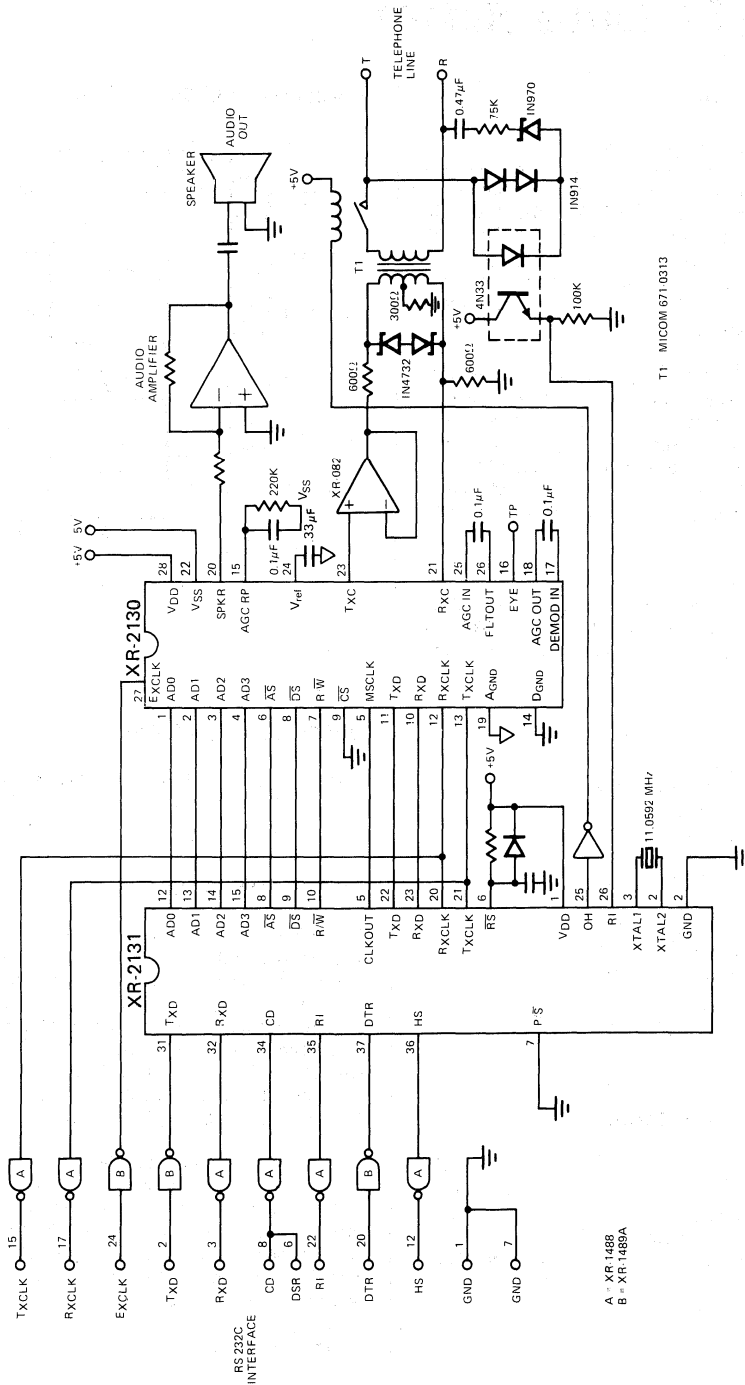 RS 232C
INTERFACE
TXCLK
15
A
RXCLK
17
A
EXCLK
24
B
TXD
2
B
31
TXD
RXD
3
A
32
RXD
CD
8
A
34
CD
DSR
6
RI
22
A
35
RI
DTR
20
B
37
DTR
HS
12
A
36
HS
GND
1
GND
7
7
P/S
A = XR-1488
B = XR-1489A
XR-2131
AD0
12
AD1
13
AD2
14
AD3
15
AS
8
DS
9
R/W
10
CLKOUT
5
TXD
22
RXD
23
RXCLK
20
TXCLK
21
RS
6
VDD
1
OH
25
RI
26
XTAL1
3
XTAL2
2
GND
2
+5V
11.0592 MHz
XR-2130
27
EXCLK
1
AD0
2
AD1
3
AD2
4
AD3
6
AS
8
DS
7
R W
9
CS
5
MSCLK
11
TXD
10
RXD
12
RXCLK
13
TXCLK
19
AGND
14
DGND
VDD
28
+5V
VSS
22
5V
SPKR
20
AGC RP
15
0.1µF
220K
VSS
Vref
24
.33µF
TXC
23
RXC
21
AGC IN
25
FLTOUT
26
0.1µF
EYE
16
TP
AGC OUT
18
DEMOD IN
17
0.1µF
AUDIO
AMPLIFIER
−
+
SPEAKER
AUDIO
OUT
XR-082
+
−
600Ω
IN4732
600Ω
300Ω
T1
+5V
T
TELEPHONE
LINE
R
0.47µF
75K
IN970
IN914
4N33
+5V
100K
T1 MICOM 671-0313